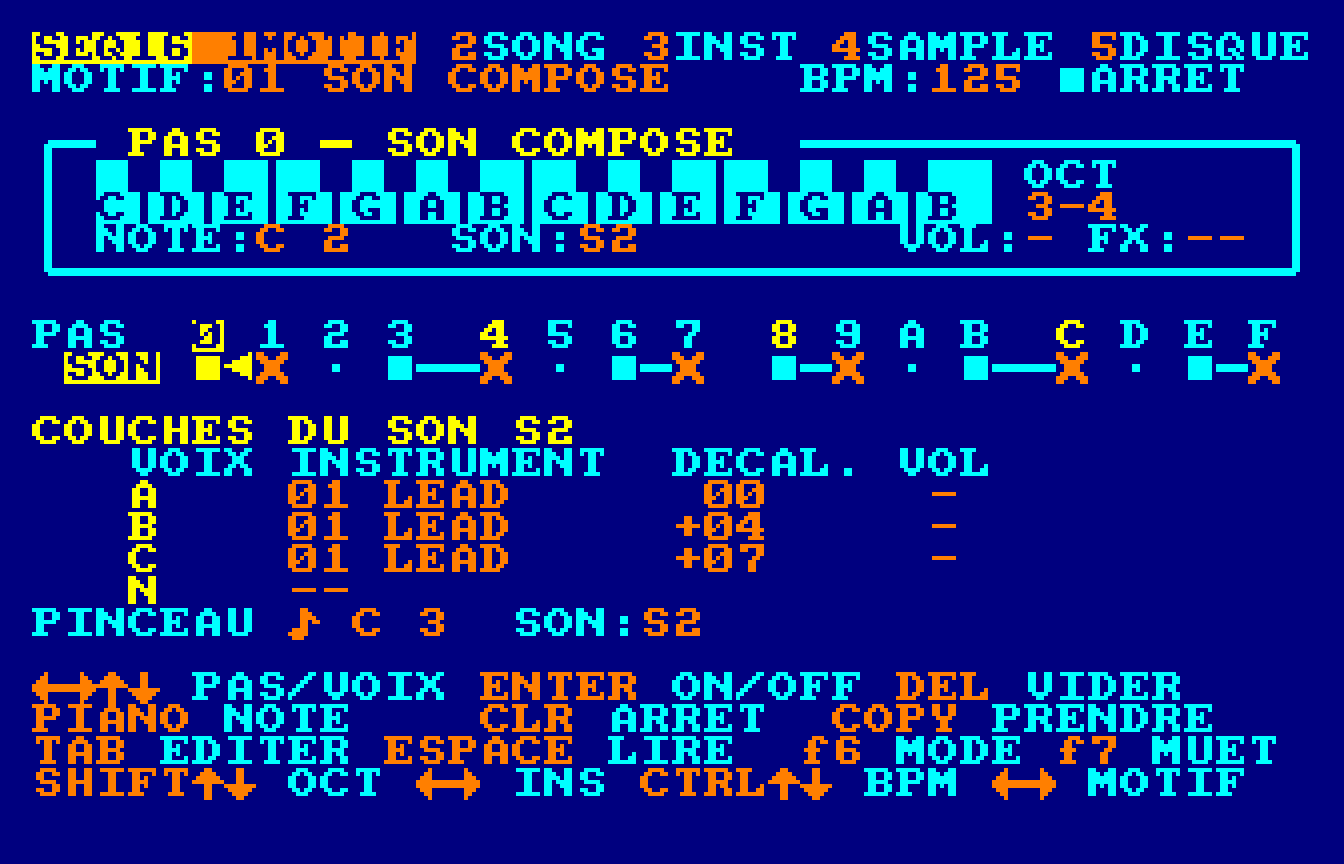 SEQ16 1MOTIF 2SONG 3INST 4SAMPLE 5DISQUE
MOTIF:01 SON COMPOSE BPM:125 ■ARRET
PAS 0 - SON COMPOSE
OCT
C D E F G A B C D E F G A B 3-4
NOTE:C 2 SON:S2 VOL:- FX:--
PAS 0 1 2 3 4 5 6 7 8 9 A B C D E F
SON
COUCHES DU SON S2
VOIX INSTRUMENT DECAL. VOL
A 01 LEAD 00 -
B 01 LEAD +04 -
C 01 LEAD +07 -
N --
PINCEAU ♪ C 3 SON:S2
↔↑↓ PAS/VOIX ENTER ON/OFF DEL VIDER
PIANO NOTE CLR ARRET COPY PRENDRE
TAB EDITER ESPACE LIRE f6 MODE f7 MUET
SHIFT↑↓ OCT ↔ INS CTRL↑↓ BPM ↔ MOTIF